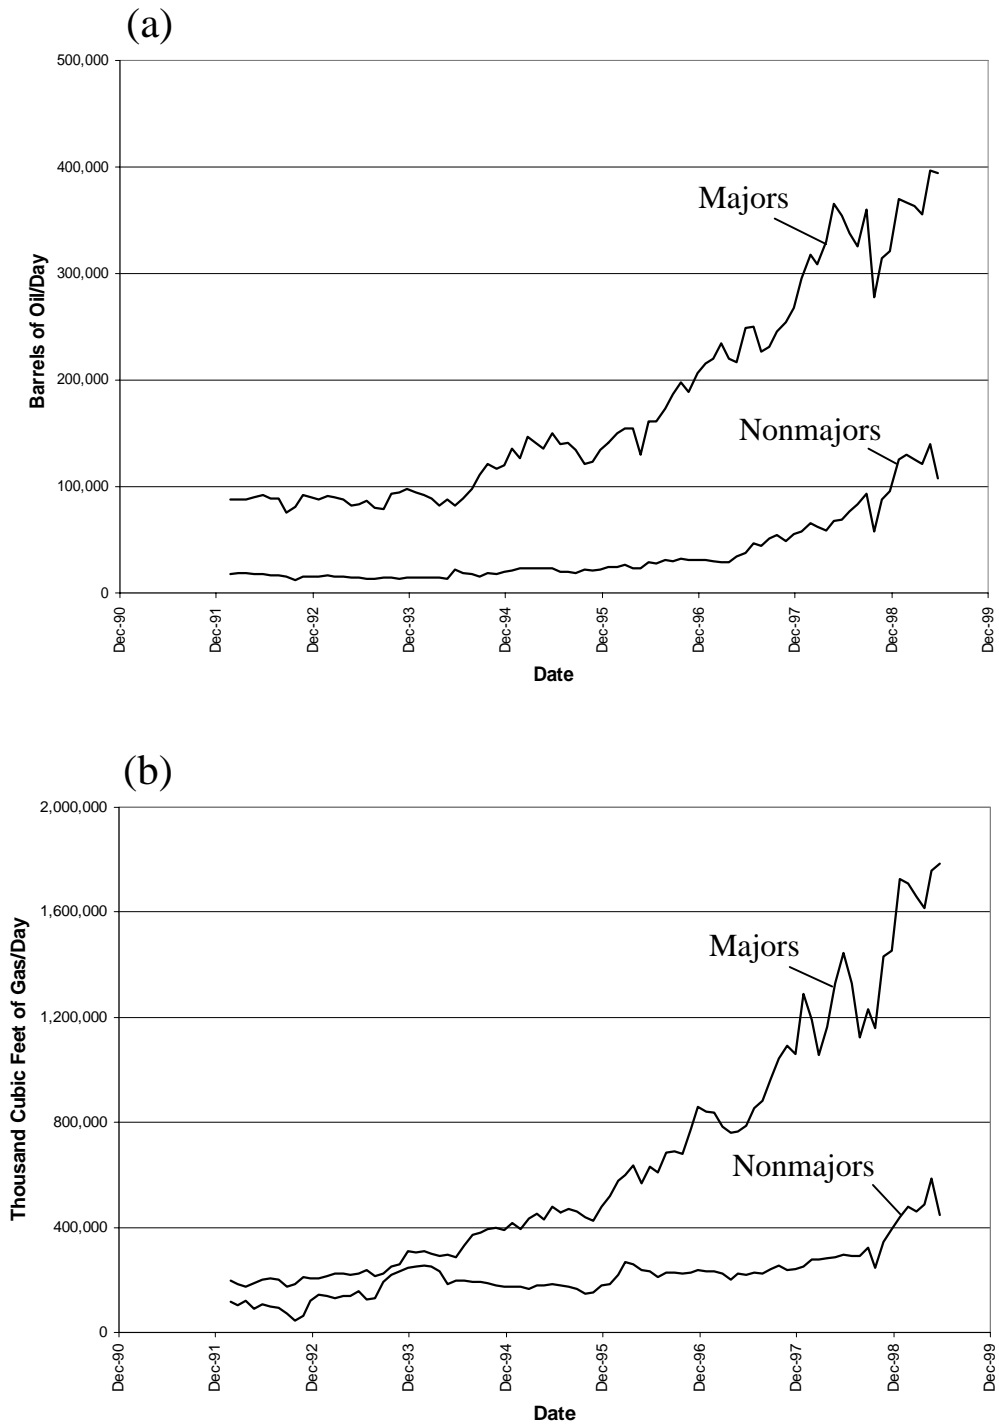 (a)
500,000
400,000
300,000
200,000
100,000
0
Barrels of Oil/Day
Majors
Nonmajors
Dec-90
Dec-91
Dec-92
Dec-93
Dec-94
Dec-95
Dec-96
Dec-97
Dec-98
Dec-99
Date
(b)
2,000,000
1,600,000
1,200,000
800,000
400,000
0
Thousand Cubic Feet of Gas/Day
Majors
Nonmajors
Dec-90
Dec-91
Dec-92
Dec-93
Dec-94
Dec-95
Dec-96
Dec-97
Dec-98
Dec-99
Date